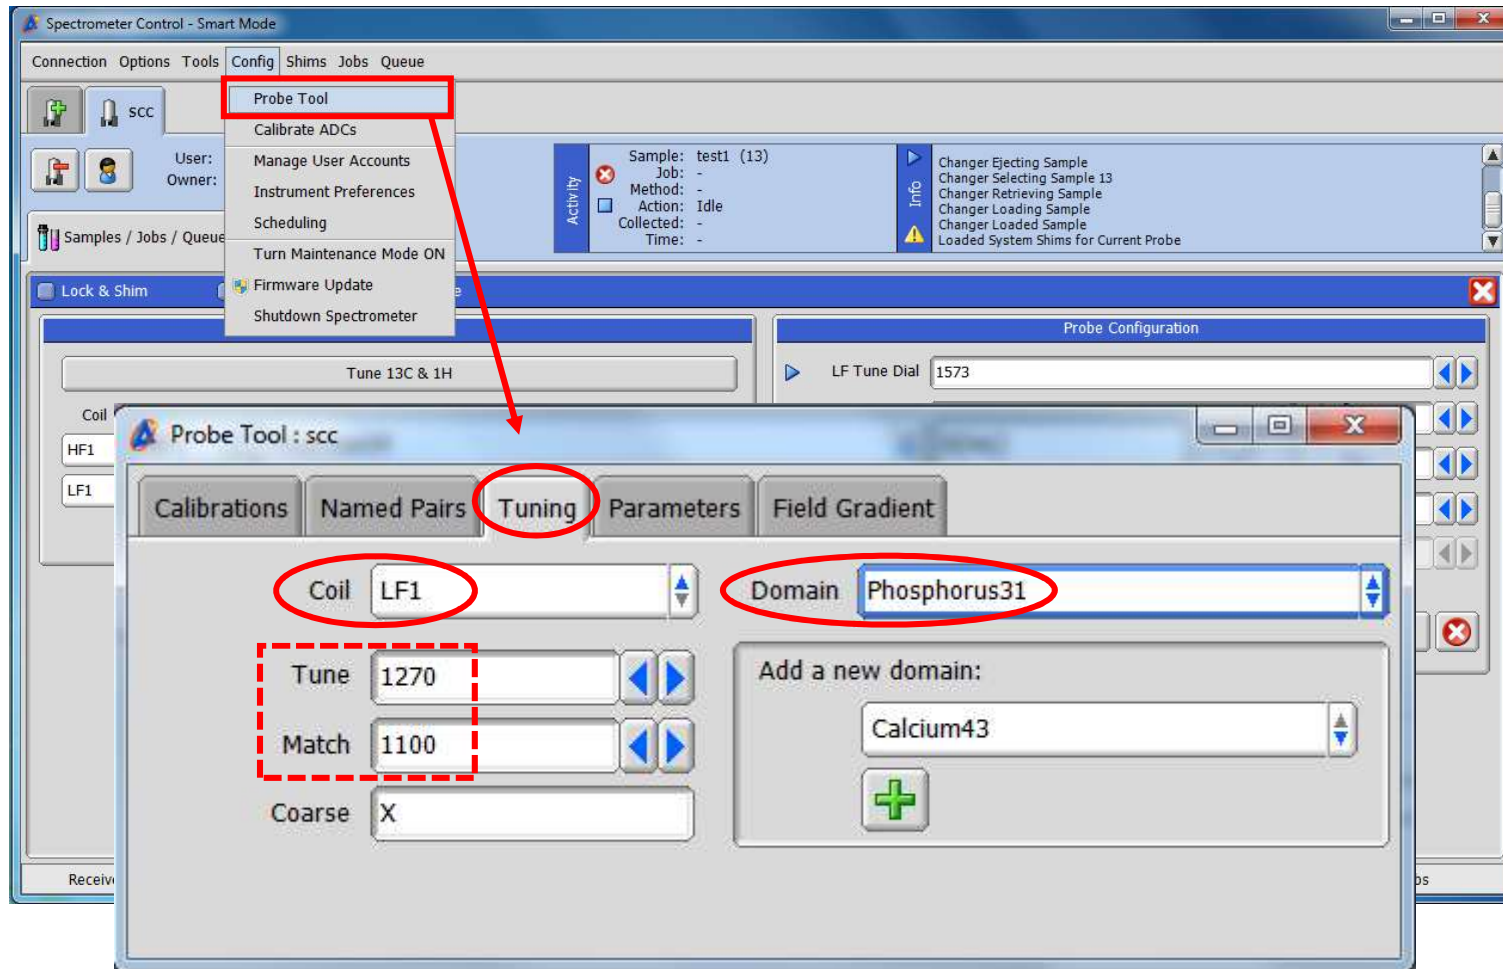 Spectrometer Control - Smart Mode
Connection Options Tools Config Shims Jobs Queue
scc
Probe Tool
Calibrate ADCs
Manage User Accounts
Instrument Preferences
Scheduling
Turn Maintenance Mode ON
Firmware Update
Shutdown Spectrometer
User:
Owner:
Activity
Sample: test1 (13)
Job: -
Method: -
Action: Idle
Collected: -
Time: -
Info
Changer Ejecting Sample
Changer Selecting Sample 13
Changer Retrieving Sample
Changer Loading Sample
Changer Loaded Sample
Loaded System Shims for Current Probe
Samples / Jobs / Queue
Lock & Shim
Probe Configuration
Tune 13C & 1H
LF Tune Dial 1573
Coil
HF1
LF1
Probe Tool : scc
Calibrations Named Pairs Tuning Parameters Field Gradient
Coil LF1
Domain Phosphorus31
Tune 1270
Match 1100
Coarse X
Add a new domain:
Calcium43